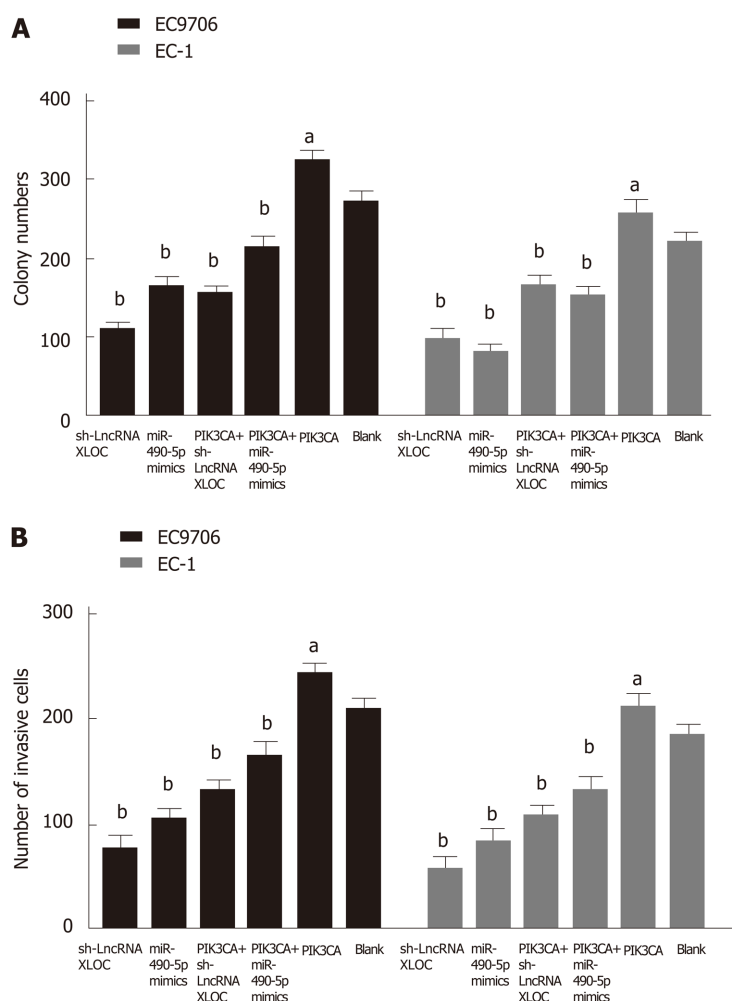 A
EC9706
EC-1
Colony numbers
400
300
200
100
0
b
b
b
b
a
b
b
b
b
a
sh-LncRNA
XLOC
miR-
490-5p
mimics
PIK3CA+
sh-
LncRNA
XLOC
PIK3CA+
miR-
490-5p
mimics
PIK3CA
Blank
sh-LncRNA
XLOC
miR-
490-5p
mimics
PIK3CA+
sh-
LncRNA
XLOC
PIK3CA+
miR-
490-5p
mimics
PIK3CA
Blank
B
EC9706
EC-1
Number of invasive cells
300
200
100
0
b
b
b
b
a
b
b
b
b
a
sh-LncRNA
XLOC
miR-
490-5p
mimics
PIK3CA+
sh-
LncRNA
XLOC
PIK3CA+
miR-
490-5p
mimics
PIK3CA
Blank
sh-LncRNA
XLOC
miR-
490-5p
mimics
PIK3CA+
sh-
LncRNA
XLOC
PIK3CA+
miR-
490-5p
mimics
PIK3CA
Blank